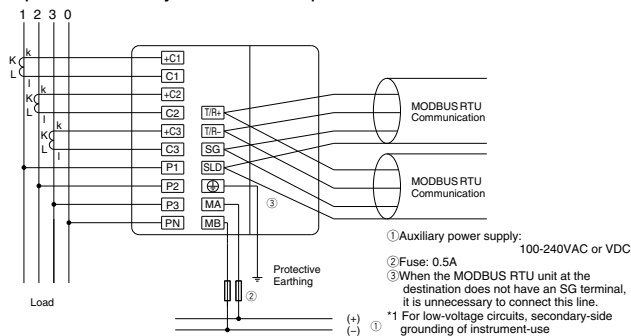 1 2 3 0
K k
L l
K k
L l
K k
L l
+C1
C1
+C2
C2
+C3
C3
P1
P2
P3
PN
T/R+
T/R−
SG
SLD
MA
MB
③
MODBUS RTU
Communication
MODBUS RTU
Communication
Protective
Earthing
②
Load
(+)
(−)
①
①Auxiliary power supply:
100-240VAC or VDC
②Fuse: 0.5A
③When the MODBUS RTU unit at the
destination does not have an SG terminal,
it is unnecessary to connect this line.
*1 For low-voltage circuits, secondary-side
grounding of instrument-use